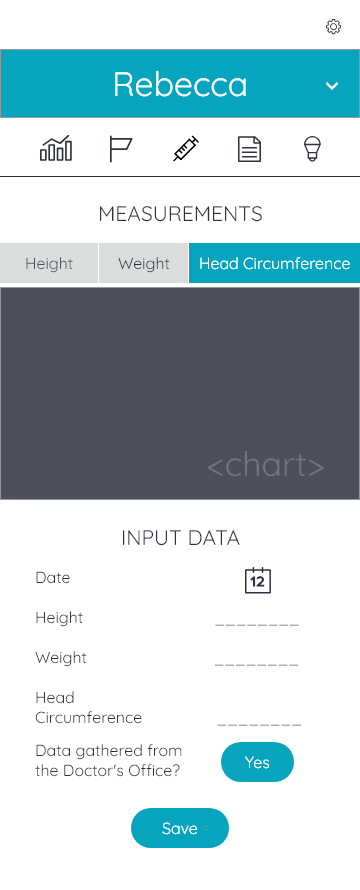 Rebecca
MEASUREMENTS
Height
Weight
Head Circumference
<chart>
INPUT DATA
Date
12
Height
________
Weight
________
Head
Circumference
________
Data gathered from
the Doctor's Office?
Yes
Save